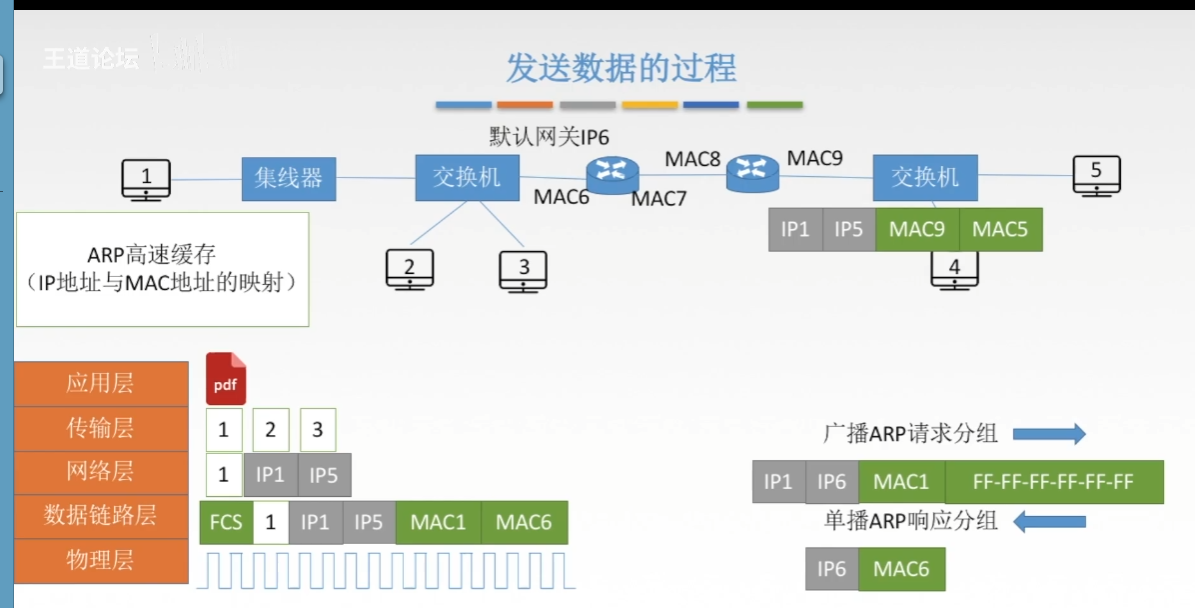 王道论坛
发送数据的过程
默认网关IP6
1
集线器
交换机
MAC6
MAC7
MAC8
MAC9
交换机
5
IP1 IP5 MAC9 MAC5
2
3
4
ARP高速缓存
（IP地址与MAC地址的映射）
应用层
pdf
传输层
1 2 3
网络层
1 IP1 IP5
数据链路层
FCS 1 IP1 IP5 MAC1 MAC6
物理层
广播ARP请求分组
IP1 IP6 MAC1 FF-FF-FF-FF-FF-FF
单播ARP响应分组
IP6 MAC6